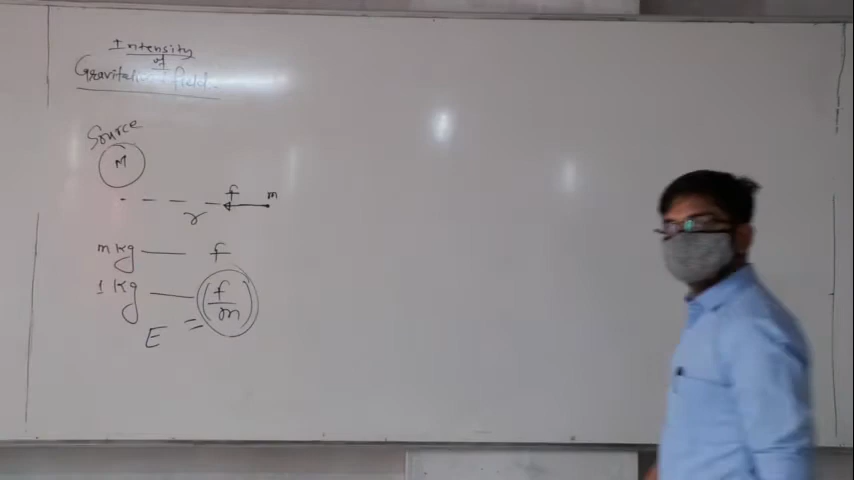 Intensity
of
Gravitational field.
Source
M
f m
r
m kg — f
1 kg — (f/m)
E =